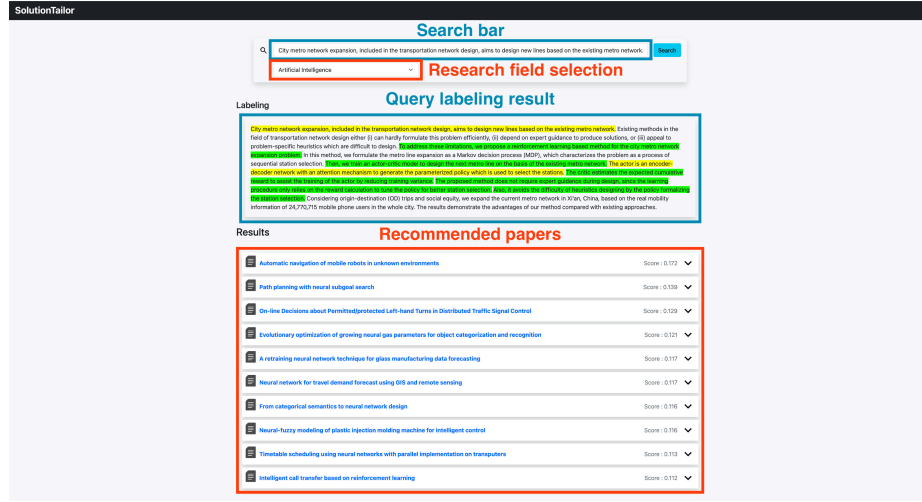 SolutionTailor
Search bar
City metro network expansion, included in the transportation network design, aims to design new lines based on the existing metro network.
Search
Artificial Intelligence
Research field selection
Labeling
Query labeling result
City metro network expansion, included in the transportation network design, aims to design new lines based on the existing metro network. Existing methods in the
field of transportation network design either (i) can hardly formulate this problem efficiently, (ii) depend on expert guidance to produce solutions, or (iii) appeal to
problem-specific heuristics which are difficult to design. To address these limitations, we propose a reinforcement learning based method for the city metro network
expansion problem. In this method, we formulate the metro line expansion as a Markov decision process (MDP), which characterizes the problem as a process of
sequential station selection. Then, we train an actor-critic model to design the next metro line on the basis of the existing metro network. The actor is an encoder-
decoder network with an attention mechanism to generate the parameterized policy which is used to select the stations. The critic estimates the expected cumulative
reward to assist the training of the actor by reducing training variance. The proposed method does not require expert guidance during design, since the learning
procedure only relies on the reward calculation to tune the policy for better station selection. Also, it avoids the difficulty of heuristics designing by the policy formalizing
the station selection. Considering origin-destination (OD) trips and social equity, we expand the current metro network in Xi'an, China, based on the real mobility
information of 24,770,715 mobile phone users in the whole city. The results demonstrate the advantages of our method compared with existing approaches.
Results
Recommended papers
Automatic navigation of mobile robots in unknown environments Score : 0.172
Path planning with neural subgoal search Score : 0.139
On-line Decisions about Permitted/protected Left-hand Turns in Distributed Traffic Signal Control Score : 0.129
Evolutionary optimization of growing neural gas parameters for object categorization and recognition Score : 0.121
A retraining neural network technique for glass manufacturing data forecasting Score : 0.117
Neural network for travel demand forecast using GIS and remote sensing Score : 0.117
From categorical semantics to neural network design Score : 0.116
Neural-fuzzy modeling of plastic injection molding machine for intelligent control Score : 0.116
Timetable scheduling using neural networks with parallel implementation on transputers Score : 0.113
Intelligent call transfer based on reinforcement learning Score : 0.112